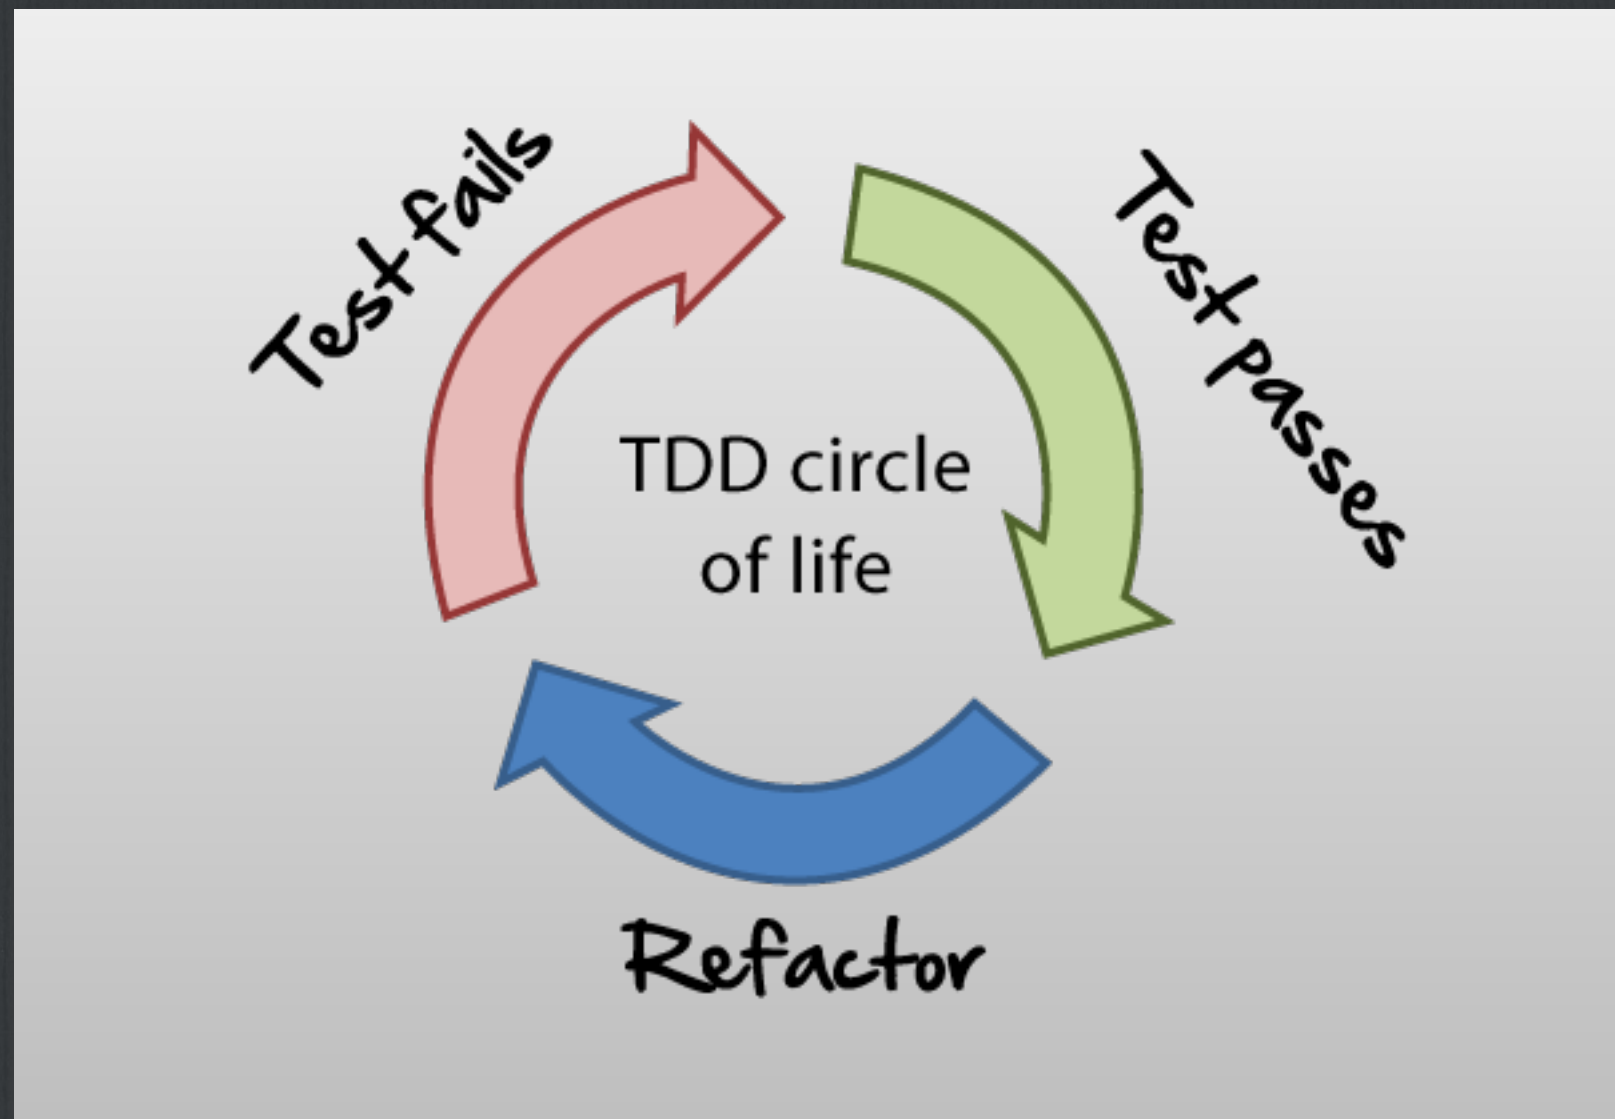 Test fails
Test passes
TDD circle
of life
Refactor